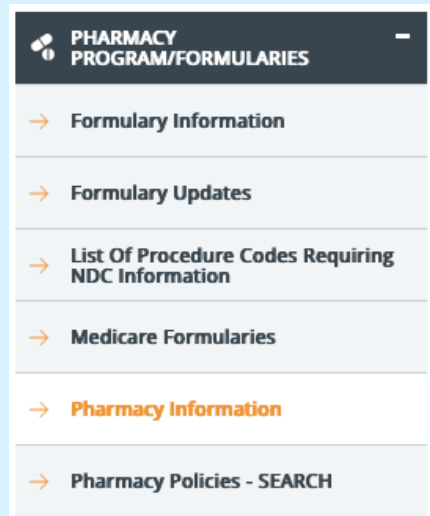 PHARMACY
PROGRAM/FORMULARIES
Formulary Information
Formulary Updates
List Of Procedure Codes Requiring
NDC Information
Medicare Formularies
Pharmacy Information
Pharmacy Policies - SEARCH